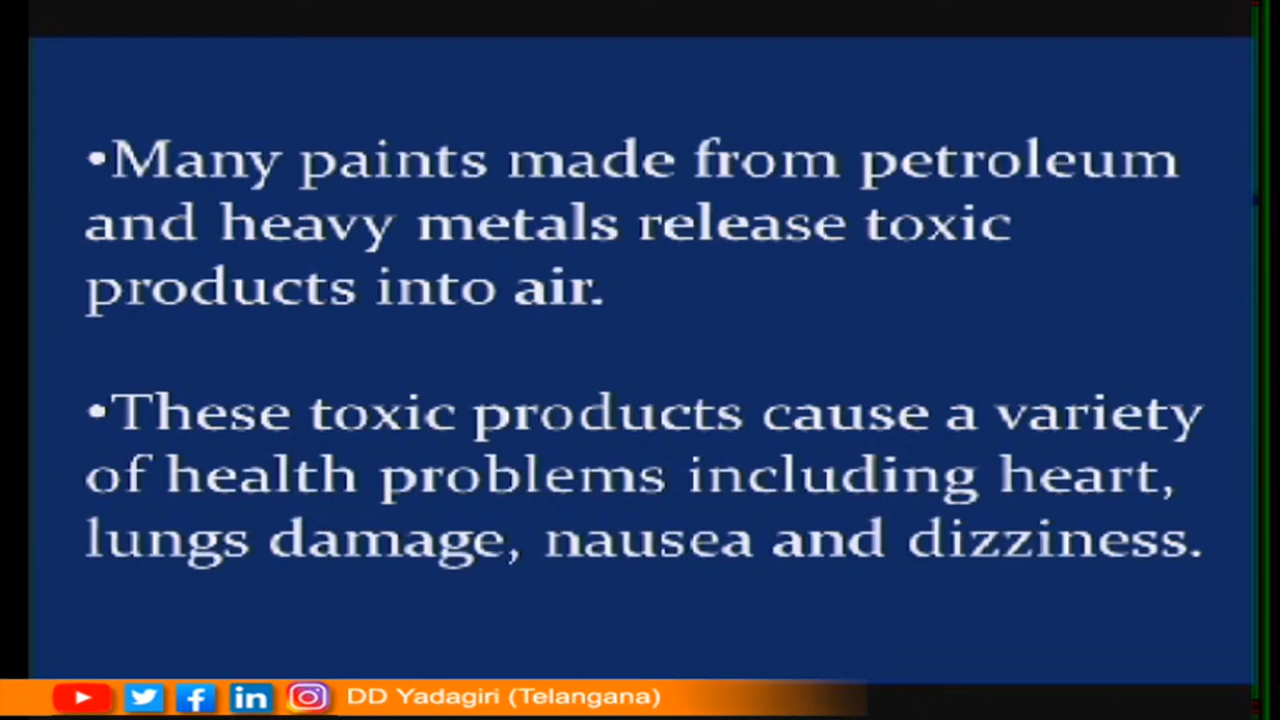 •Many paints made from petroleum
and heavy metals release toxic
products into air.
•These toxic products cause a variety
of health problems including heart,
lungs damage, nausea and dizziness.
DD Yadagiri (Telangana)